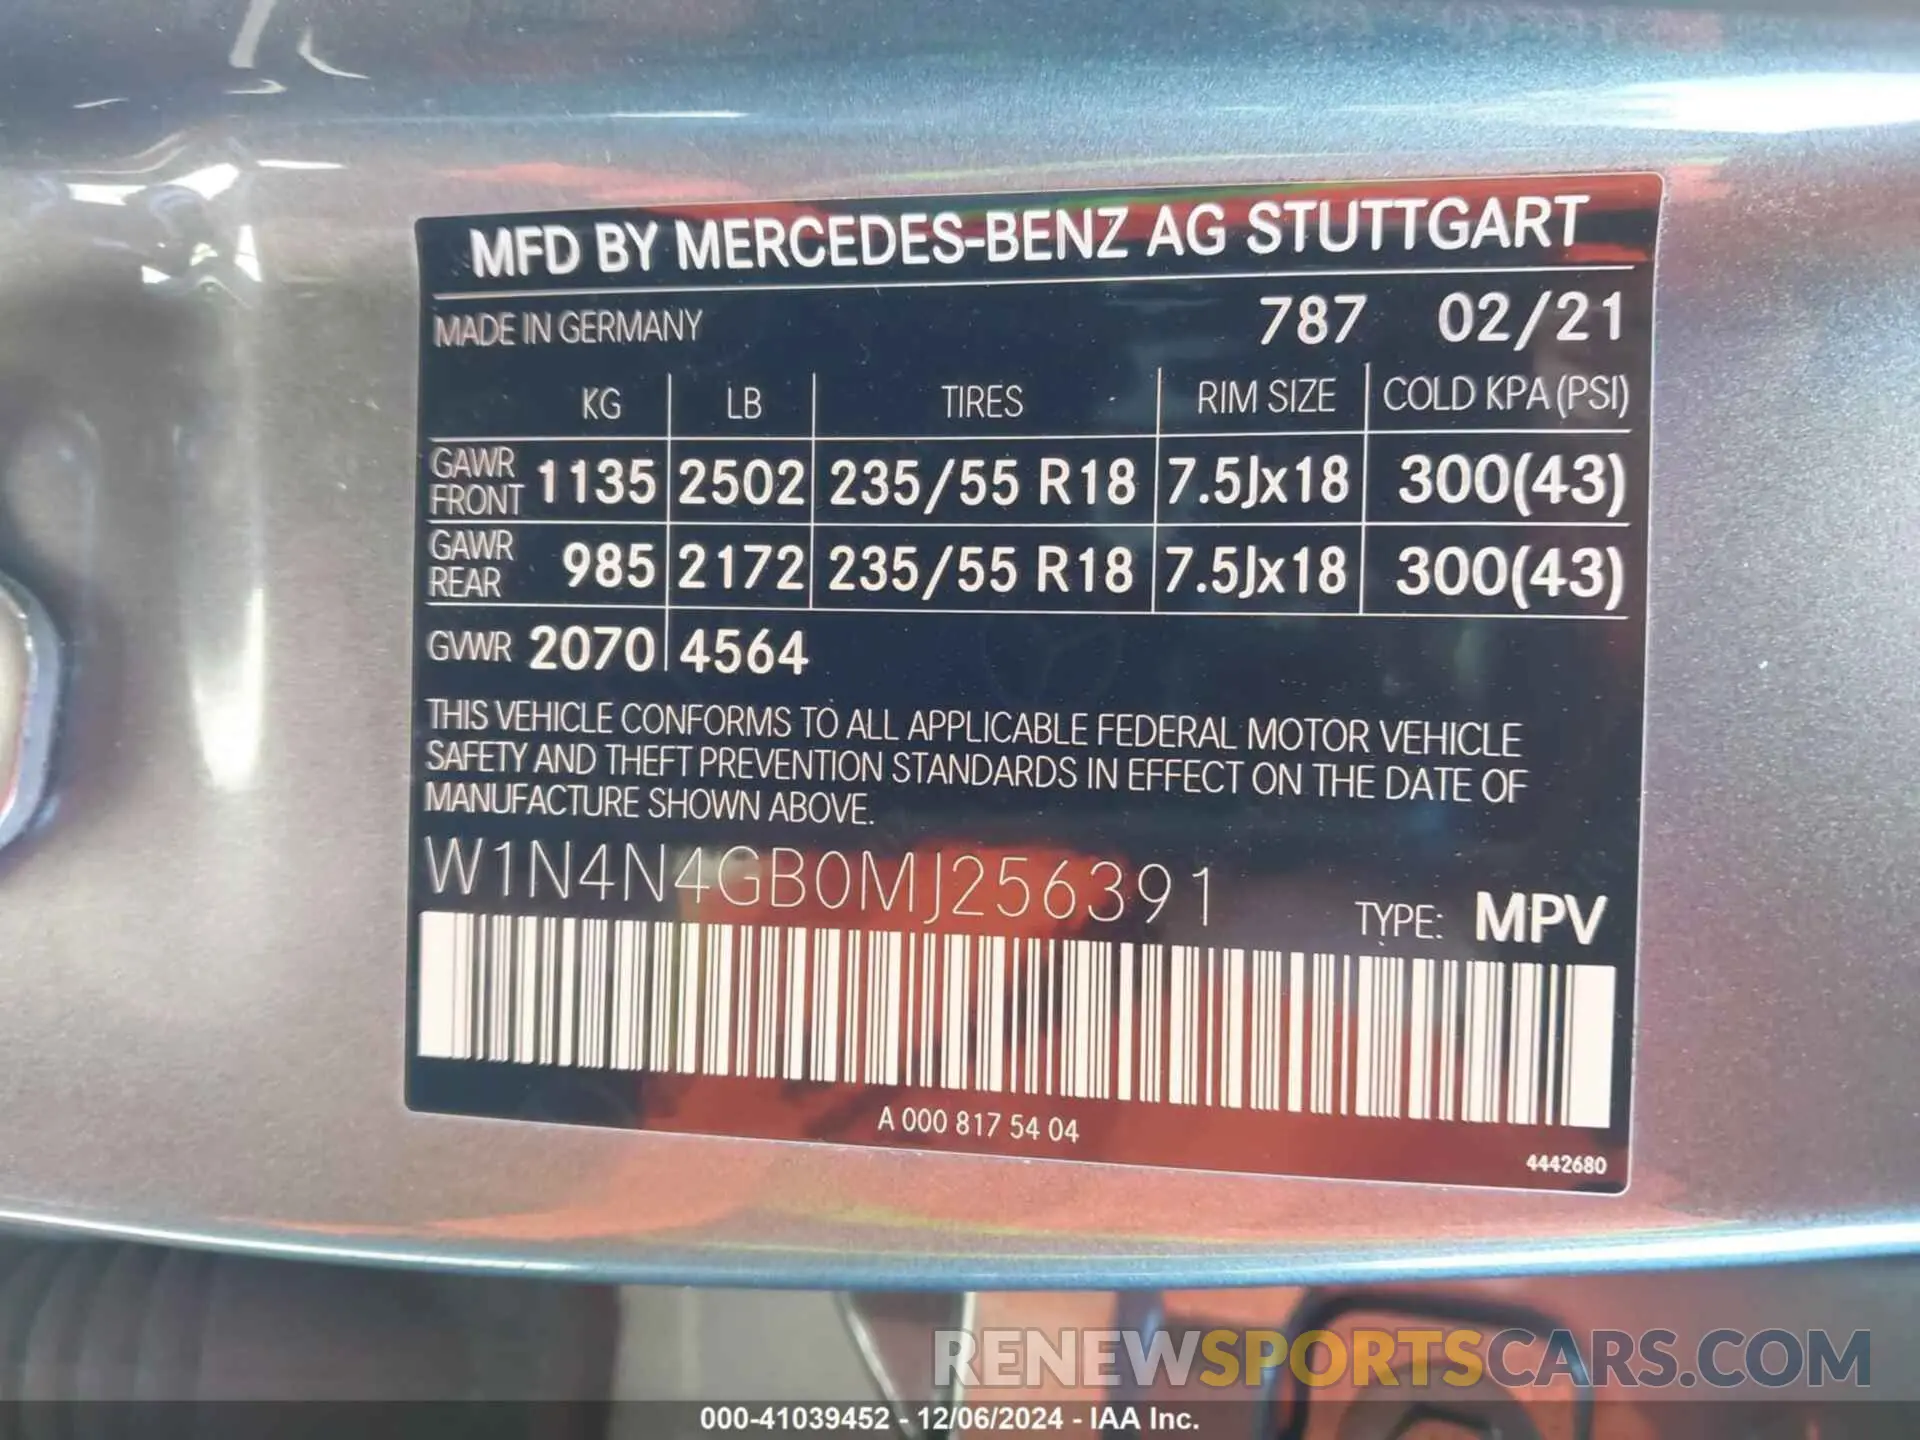 MFD BY MERCEDES-BENZ AG STUTTGART
MADE IN GERMANY 787 02/21
KG LB TIRES RIM SIZE COLD KPA (PSI)
GAWR FRONT 1135 2502 235/55 R18 7.5Jx18 300(43)
GAWR REAR 985 2172 235/55 R18 7.5Jx18 300(43)
GVWR 2070 4564
THIS VEHICLE CONFORMS TO ALL APPLICABLE FEDERAL MOTOR VEHICLE
SAFETY AND THEFT PREVENTION STANDARDS IN EFFECT ON THE DATE OF
MANUFACTURE SHOWN ABOVE.
W1N4N4GB0MJ256391
TYPE: MPV
A 000 817 54 04
4442680
RENEWSPORTSCARS.COM
000-41039452 - 12/06/2024 - IAA Inc.